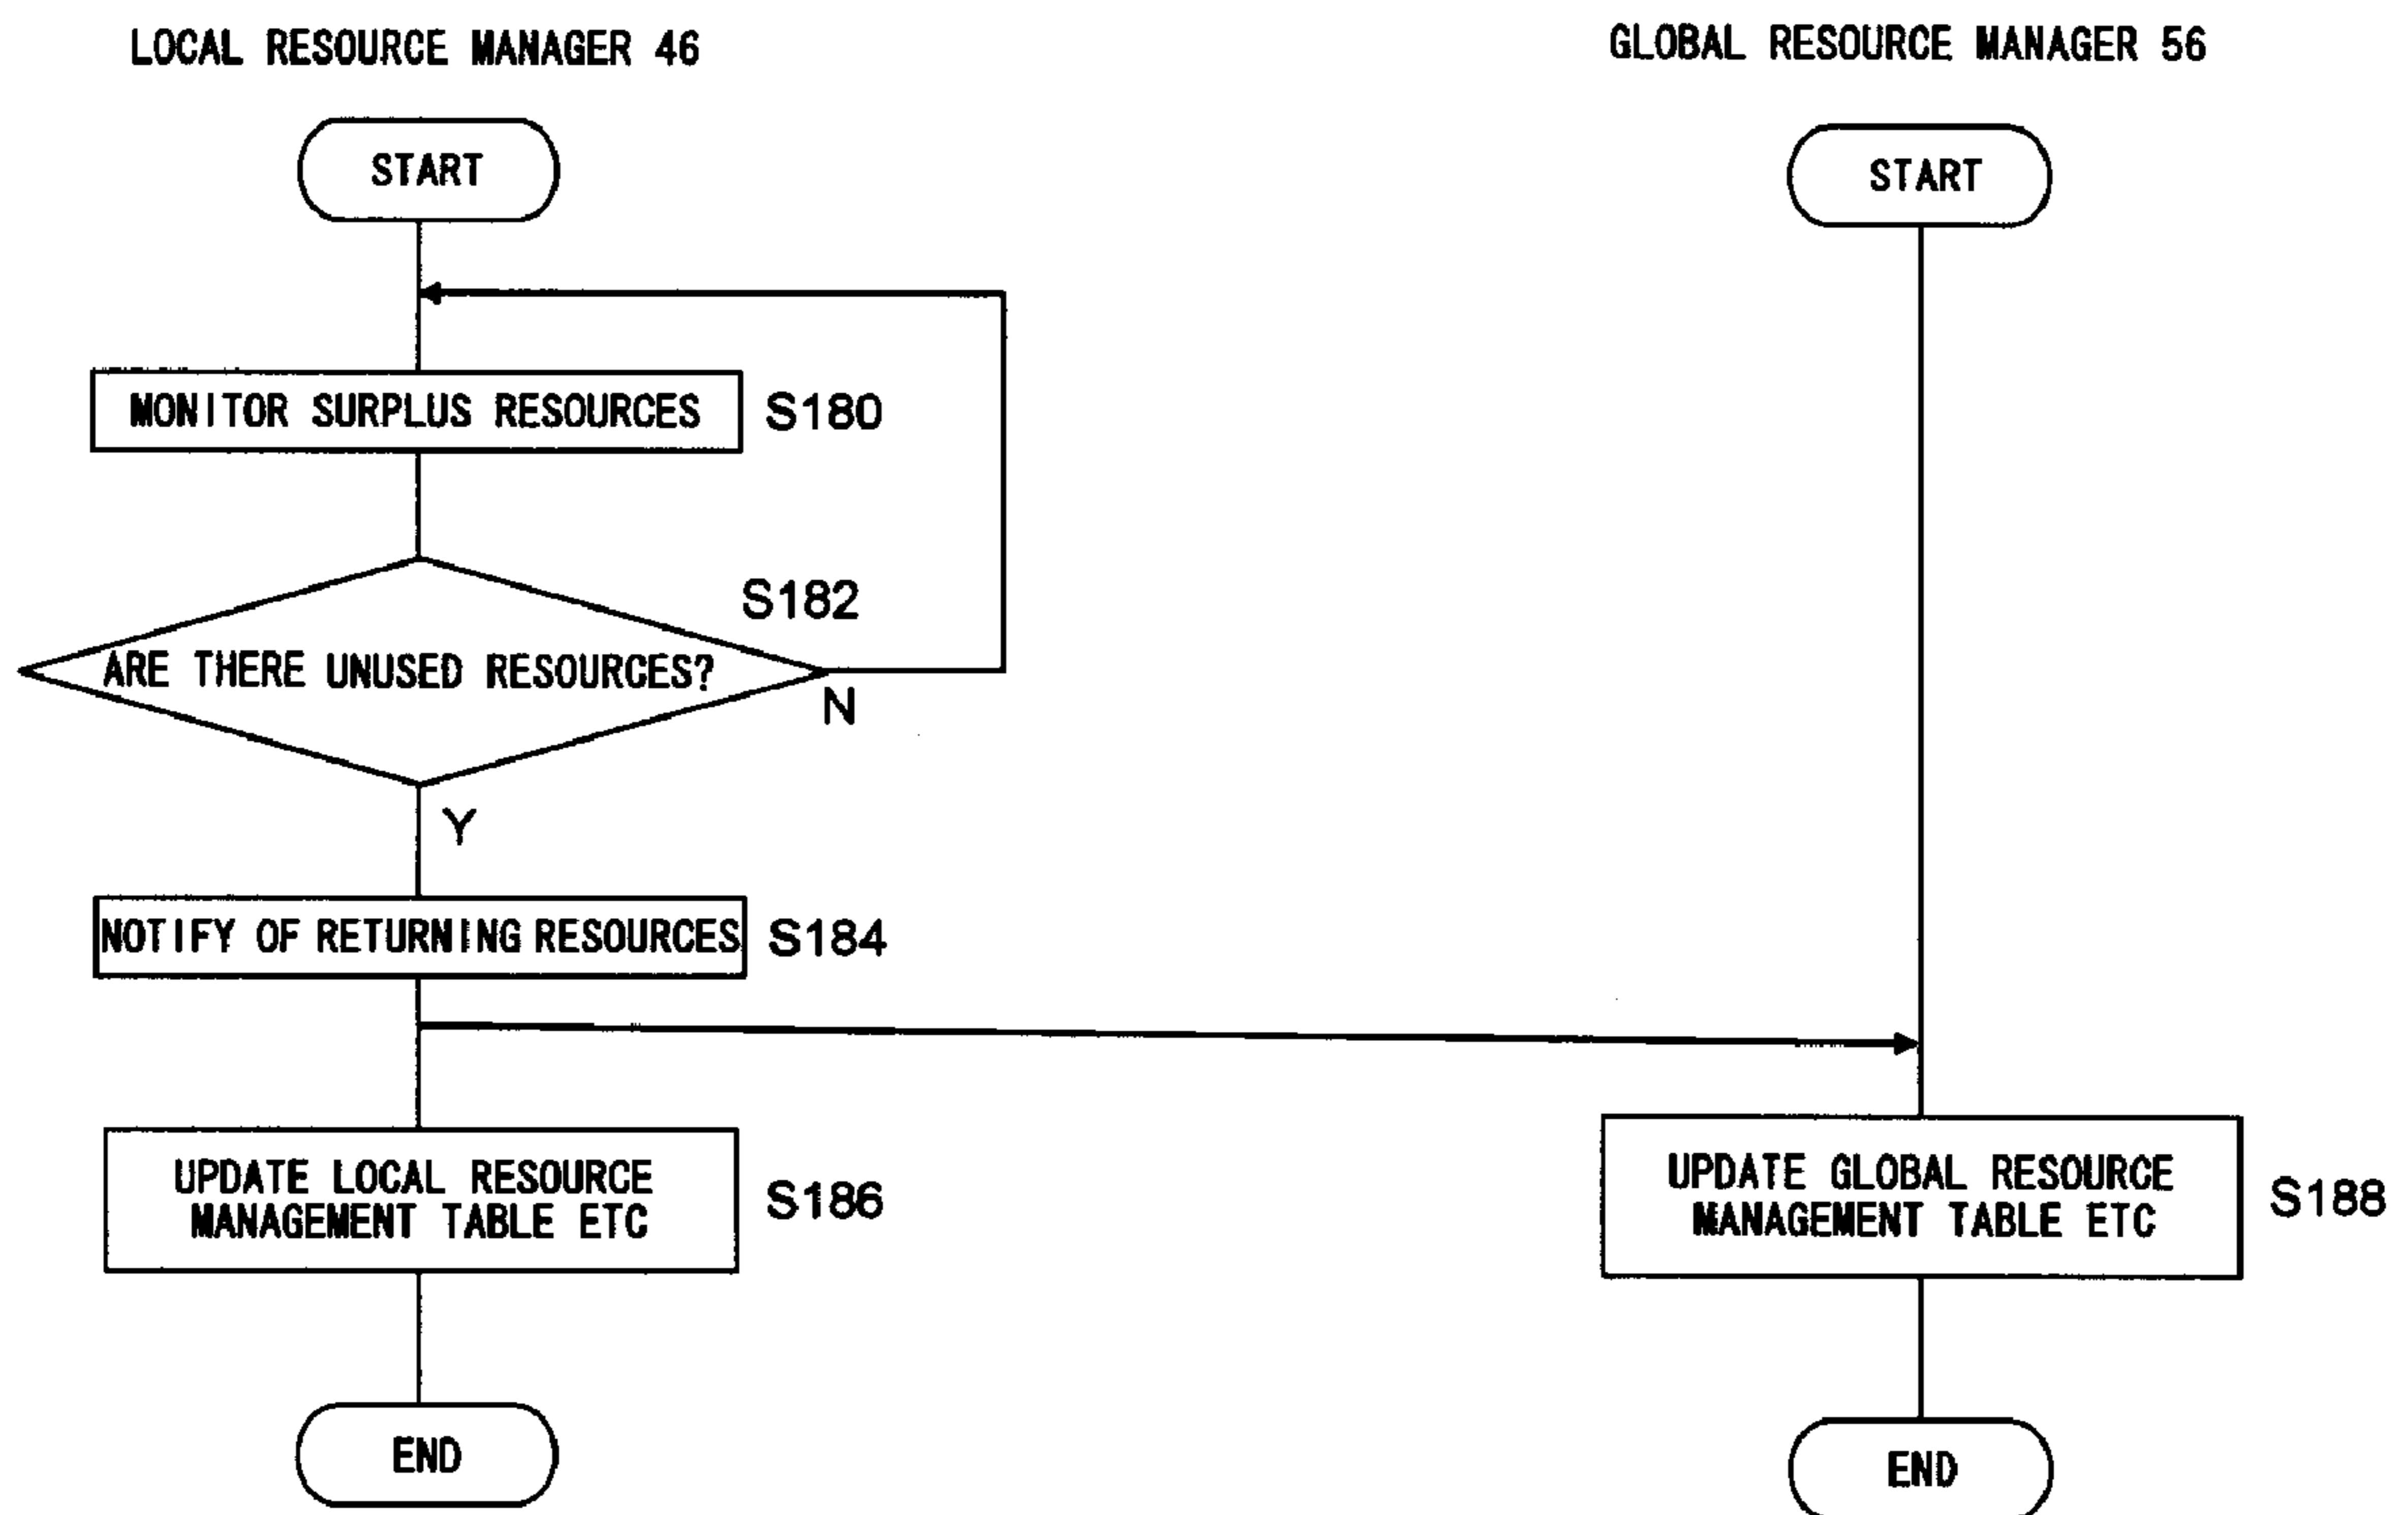 LOCAL RESOURCE MANAGER 46
GLOBAL RESOURCE MANAGER 56
START
START
MONITOR SURPLUS RESOURCES
S180
S182
ARE THERE UNUSED RESOURCES?
N
Y
NOTIFY OF RETURNING RESOURCES
S184
UPDATE LOCAL RESOURCE
MANAGEMENT TABLE ETC
S186
UPDATE GLOBAL RESOURCE
MANAGEMENT TABLE ETC
S188
END
END